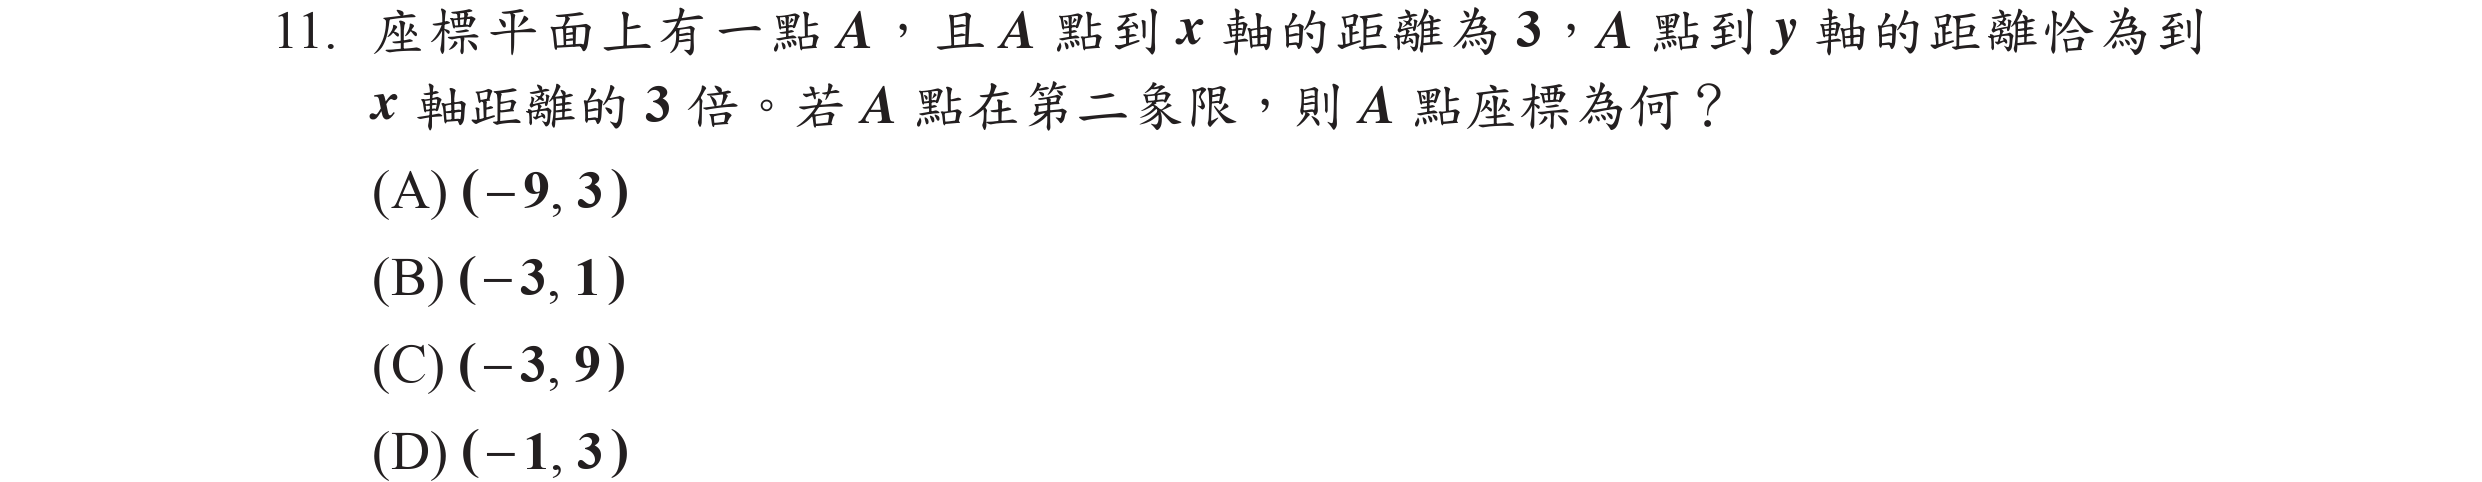 11. 座標平面上有一點 A，且 A 點到 x 軸的距離為 3，A 點到 y 軸的距離恰為到
x 軸距離的 3 倍。若 A 點在第二象限，則 A 點座標為何？
(A) (−9, 3)
(B) (−3, 1)
(C) (−3, 9)
(D) (−1, 3)